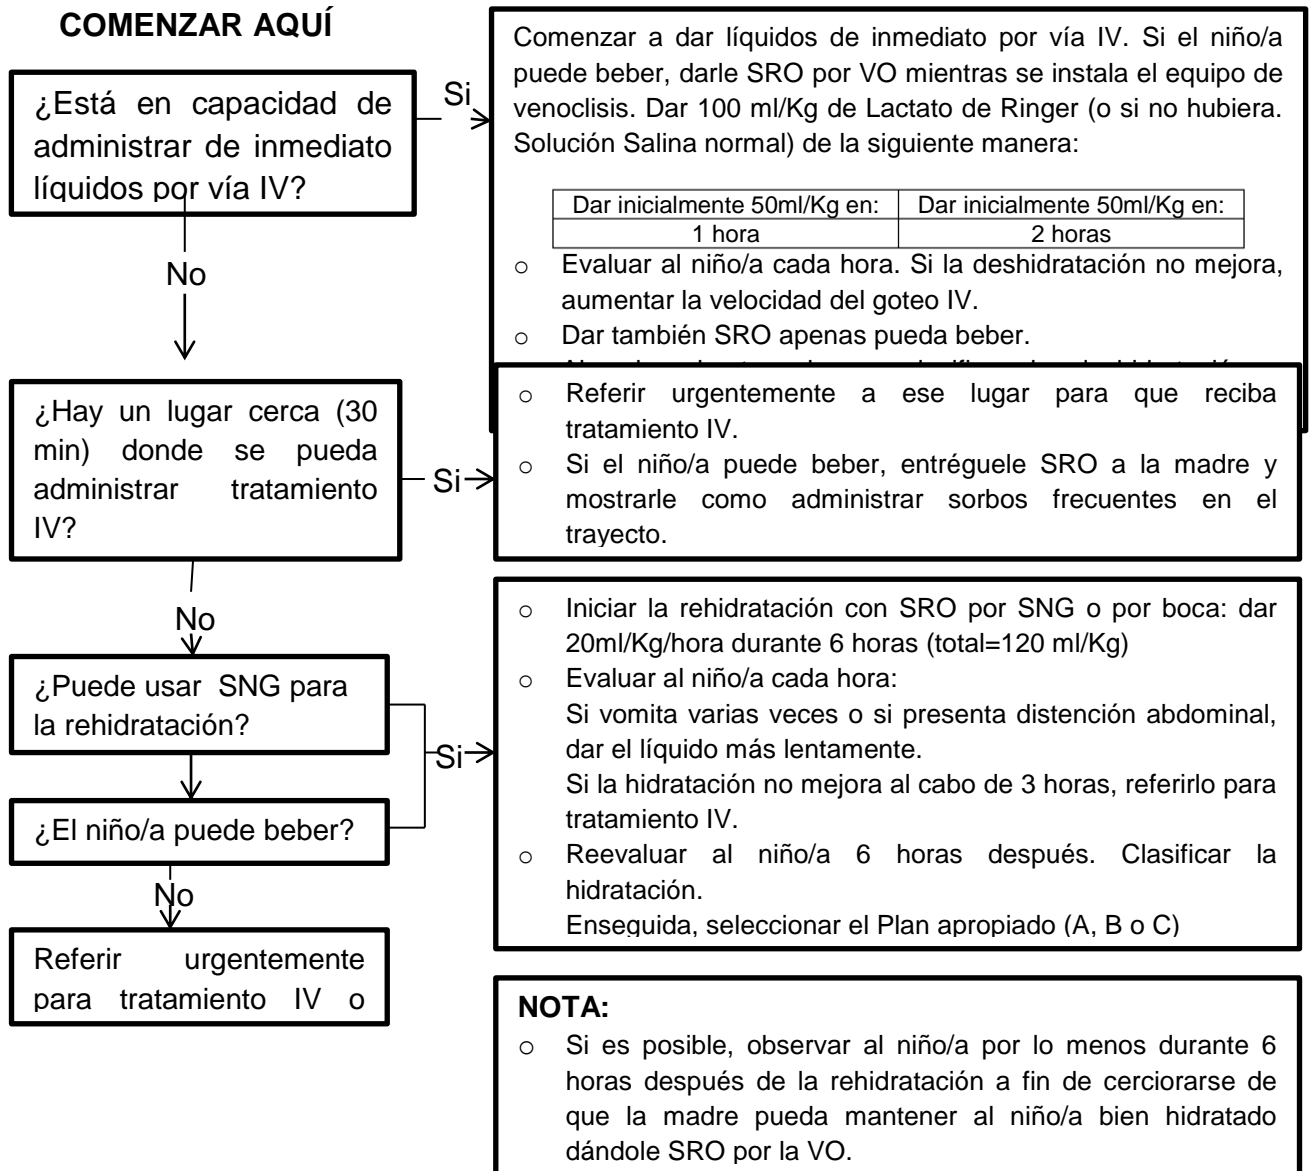 COMENZAR AQUÍ
¿Está en capacidad de
administrar de inmediato
líquidos por vía IV?
Si
No
Comenzar a dar líquidos de inmediato por vía IV. Si el niño/a
puede beber, darle SRO por VO mientras se instala el equipo de
venoclisis. Dar 100 ml/Kg de Lactato de Ringer (o si no hubiera.
Solución Salina normal) de la siguiente manera:
Dar inicialmente 50ml/Kg en: Dar inicialmente 50ml/Kg en:
1 hora 2 horas
o Evaluar al niño/a cada hora. Si la deshidratación no mejora,
aumentar la velocidad del goteo IV.
o Dar también SRO apenas pueda beber.
¿Hay un lugar cerca (30
min) donde se pueda
administrar tratamiento
IV?
Si
No
o Referir urgentemente a ese lugar para que reciba
tratamiento IV.
o Si el niño/a puede beber, entréguele SRO a la madre y
mostrarle como administrar sorbos frecuentes en el
trayecto.
¿Puede usar SNG para
la rehidratación?
¿El niño/a puede beber?
Si
No
o Iniciar la rehidratación con SRO por SNG o por boca: dar
20ml/Kg/hora durante 6 horas (total=120 ml/Kg)
o Evaluar al niño/a cada hora:
Si vomita varias veces o si presenta distención abdominal,
dar el líquido más lentamente.
Si la hidratación no mejora al cabo de 3 horas, referirlo para
tratamiento IV.
o Reevaluar al niño/a 6 horas después. Clasificar la
hidratación.
Enseguida, seleccionar el Plan apropiado (A, B o C)
Referir urgentemente
para tratamiento IV o
NOTA:
o Si es posible, observar al niño/a por lo menos durante 6
horas después de la rehidratación a fin de cerciorarse de
que la madre pueda mantener al niño/a bien hidratado
dándole SRO por la VO.